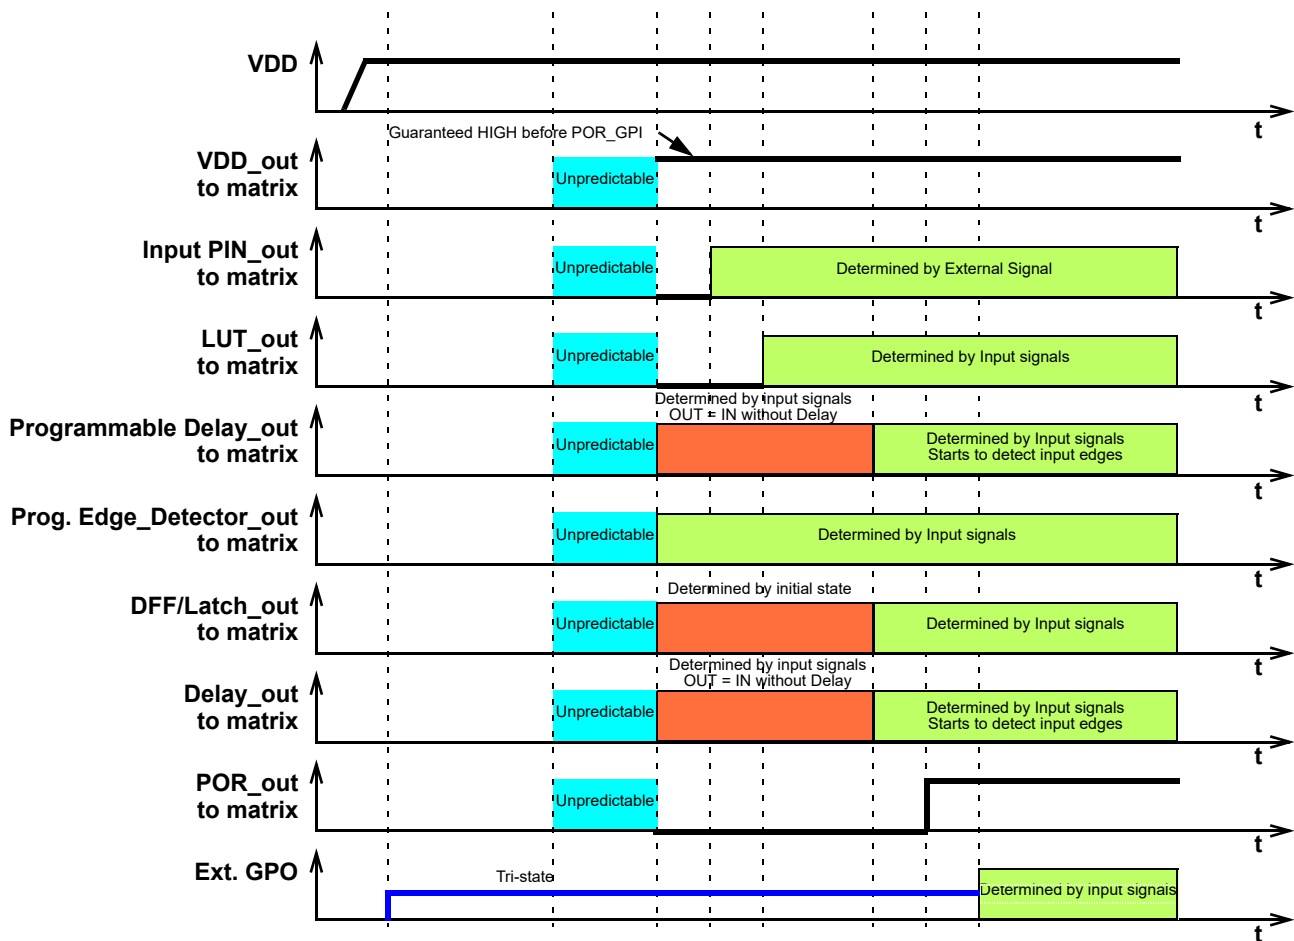 VDD
t
Guaranteed HIGH before POR_GPI
VDD_out
to matrix
Unpredictable
t
Input PIN_out
to matrix
Unpredictable
Determined by External Signal
t
LUT_out
to matrix
Unpredictable
Determined by Input signals
t
Determined by input signals
OUT = IN without Delay
Programmable Delay_out
to matrix
Unpredictable
Determined by Input signals
Starts to detect input edges
t
Prog. Edge_Detector_out
to matrix
Unpredictable
Determined by Input signals
t
Determined by initial state
DFF/Latch_out
to matrix
Unpredictable
Determined by Input signals
t
Determined by input signals
OUT = IN without Delay
Delay_out
to matrix
Unpredictable
Determined by Input signals
Starts to detect input edges
t
POR_out
to matrix
Unpredictable
t
Ext. GPO
Tri-state
Determined by input signals
t